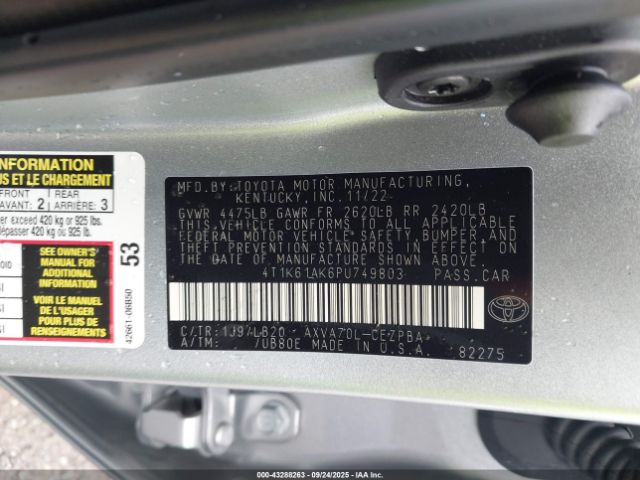 INFORMATION
US ET LE CHARGEMENT
FRONT
AVANT: 2
REAR
ARRIÈRE: 3
er exceed 420 kg or 925 lbs.
dépasser 420 kg ou 925 lb.
SEE OWNER'S
MANUAL FOR
ADDITIONAL
INFORMATION
VOIR LE MANUEL
DE L'USAGER
POUR PLUS DE
RENSEIGNEMENTS
53
42661-06B50
MFD. BY: TOYOTA MOTOR MANUFACTURING,
KENTUCKY, INC. 11/22
GVWR 4475LB GAWR FR 2620LB RR 2420LB
THIS VEHICLE CONFORMS TO ALL APPLICABLE
FEDERAL MOTOR VEHICLE SAFETY, BUMPER, AND
THEFT PREVENTION STANDARDS IN EFFECT ON
THE DATE OF MANUFACTURE SHOWN ABOVE.
4T1K61AK6PU749803 PASS.CAR
C/TR: 1J9/LB20 AXVA70L-CEZPBA
A/TM: /UB80E MADE IN U.S.A. 82275
00-43288263 09/24/2025 Copyright IAA